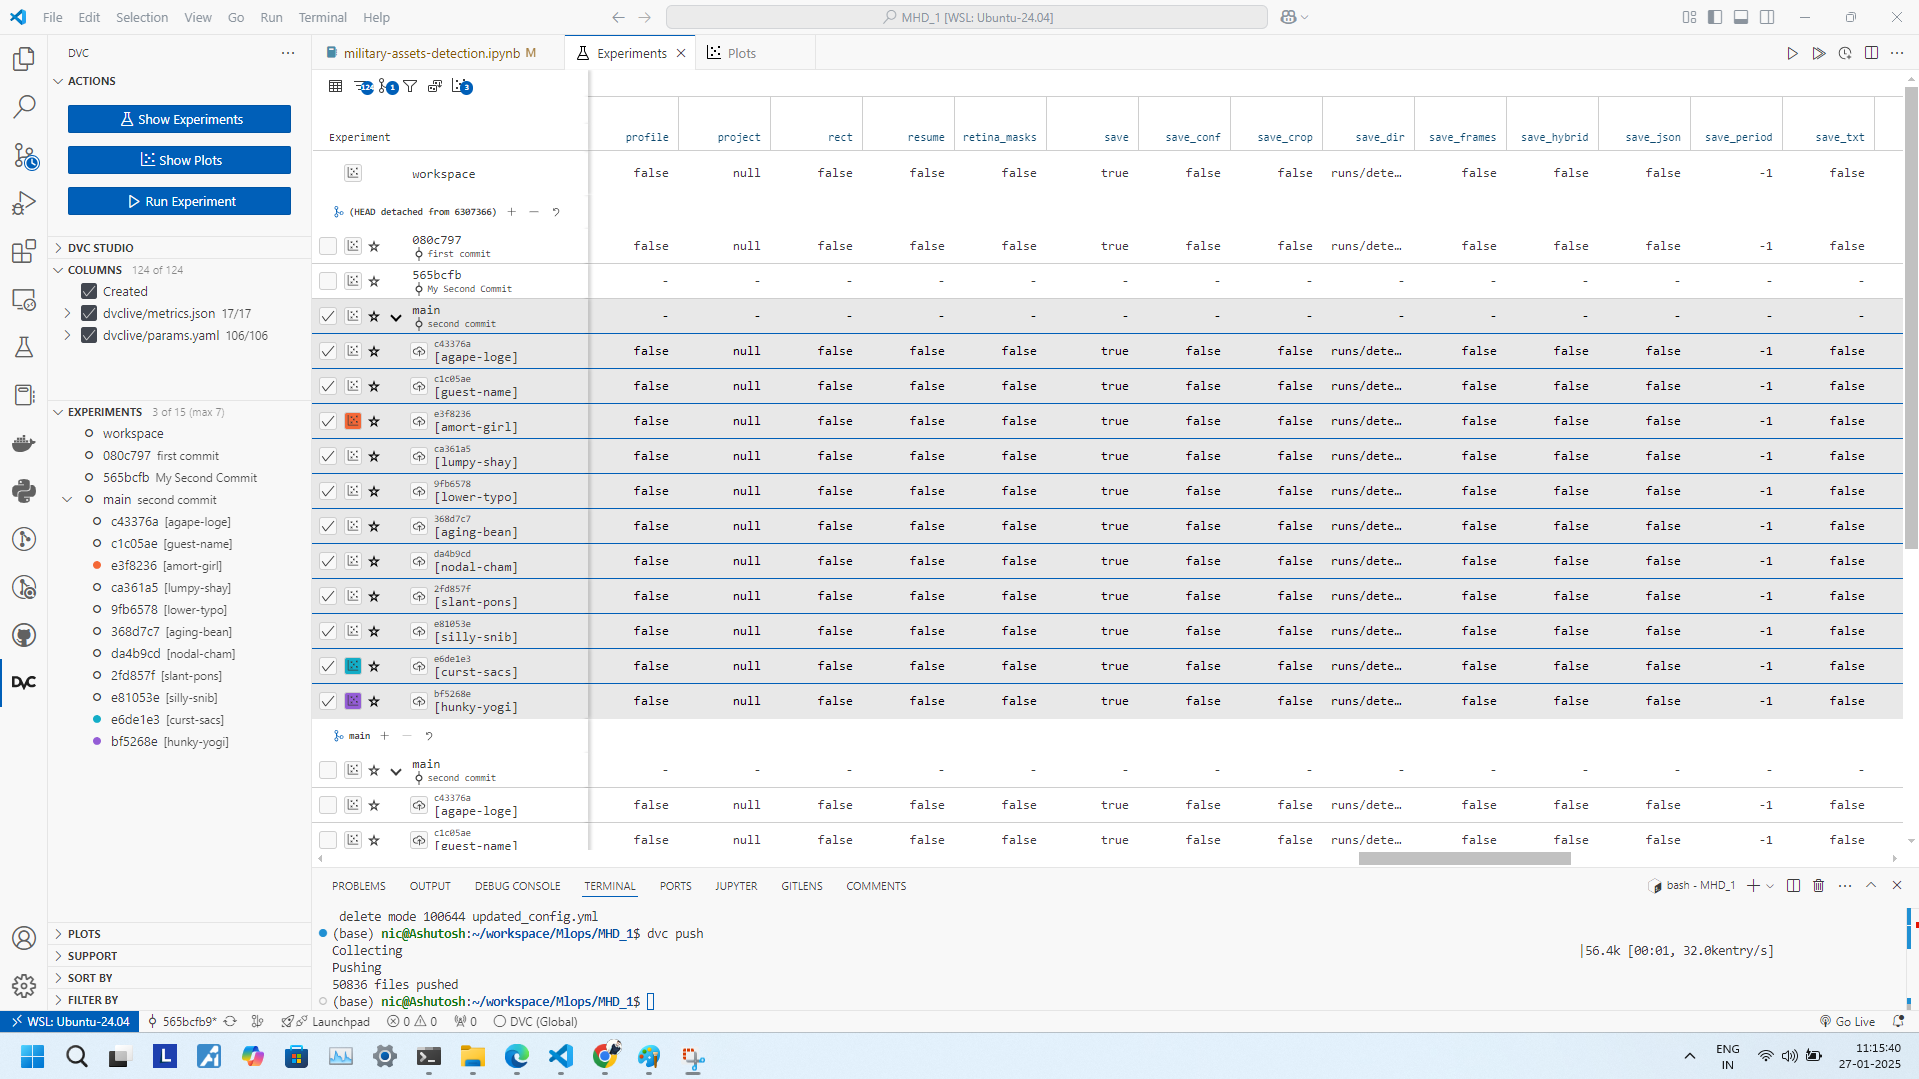 File Edit Selection View Go Run Terminal Help
MHD_1 [WSL: Ubuntu-24.04]
DVC
military-assets-detection.ipynb M
Experiments
Plots
ACTIONS
Show Experiments
Show Plots
Run Experiment
DVC STUDIO
COLUMNS 124 of 124
Created
dvclive/metrics.json 17/17
dvclive/params.yaml 106/106
EXPERIMENTS 3 of 15 (max 7)
workspace
080c797 first commit
565bcfb My Second Commit
main second commit
c43376a [agape-loge]
c1c05ae [guest-name]
e3f8236 [amort-girl]
ca361a5 [lumpy-shay]
9fb6578 [lower-typo]
368d7c7 [aging-bean]
da4b9cd [nodal-cham]
2fd857f [slant-pons]
e81053e [silly-snib]
e6de1e3 [curst-sacs]
bf5268e [hunky-yogi]
PLOTS
SUPPORT
SORT BY
FILTER BY
124 1 3
Experiment profile project rect resume retina_masks save save_conf save_crop save_dir save_frames save_hybrid save_json save_period save_txt
workspace false null false false false true false false runs/dete… false false false -1 false
(HEAD detached from 6307366)
080c797 false null false false false true false false runs/dete… false false false -1 false
first commit
565bcfb - - - - - - - - - - - - - -
My Second Commit
main - - - - - - - - - - - - - -
second commit
c43376a
[agape-loge] false null false false false true false false runs/dete… false false false -1 false
c1c05ae
[guest-name] false null false false false true false false runs/dete… false false false -1 false
e3f8236
[amort-girl] false null false false false true false false runs/dete… false false false -1 false
ca361a5
[lumpy-shay] false null false false false true false false runs/dete… false false false -1 false
9fb6578
[lower-typo] false null false false false true false false runs/dete… false false false -1 false
368d7c7
[aging-bean] false null false false false true false false runs/dete… false false false -1 false
da4b9cd
[nodal-cham] false null false false false true false false runs/dete… false false false -1 false
2fd857f
[slant-pons] false null false false false true false false runs/dete… false false false -1 false
e81053e
[silly-snib] false null false false false true false false runs/dete… false false false -1 false
e6de1e3
[curst-sacs] false null false false false true false false runs/dete… false false false -1 false
bf5268e
[hunky-yogi] false null false false false true false false runs/dete… false false false -1 false
main
main - - - - - - - - - - - - - -
second commit
c43376a
[agape-loge] false null false false false true false false runs/dete… false false false -1 false
c1c05ae
[guest-name] false null false false false true false false runs/dete… false false false -1 false
PROBLEMS OUTPUT DEBUG CONSOLE TERMINAL PORTS JUPYTER GITLENS COMMENTS
bash - MHD_1
delete mode 100644 updated_config.yml
(base) nic@Ashutosh:~/workspace/Mlops/MHD_1$ dvc push
Collecting |56.4k [00:01, 32.0kentry/s]
Pushing
50836 files pushed
(base) nic@Ashutosh:~/workspace/Mlops/MHD_1$
WSL: Ubuntu-24.04 565bcfb9* Launchpad 0 0 0 DVC (Global) Go Live
L
ENG
IN
11:15:40
27-01-2025